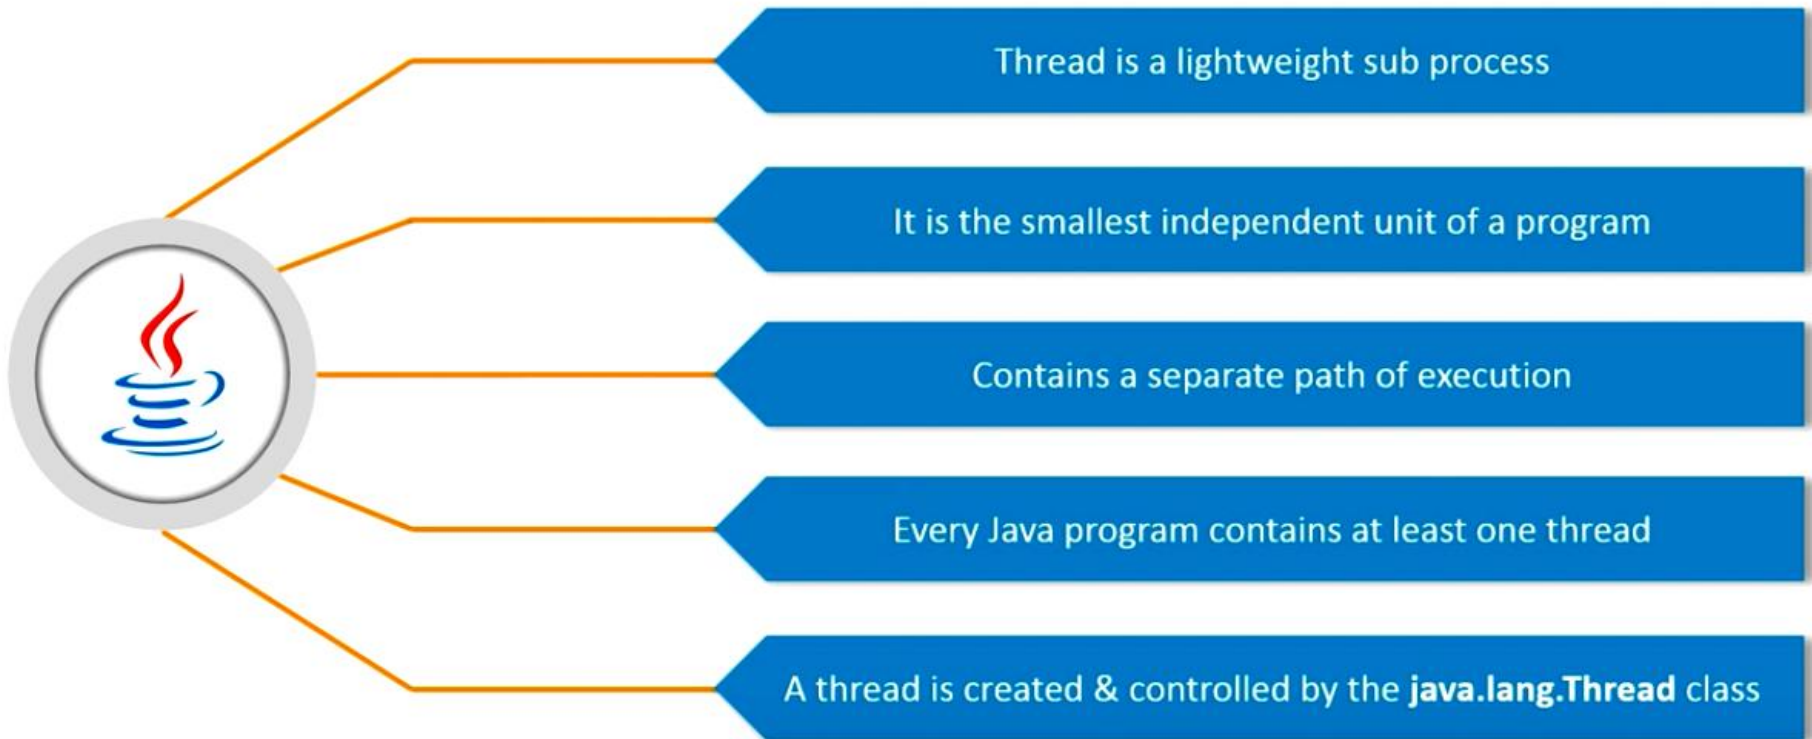 Thread is a lightweight sub process
It is the smallest independent unit of a program
Contains a separate path of execution
Every Java program contains at least one thread
A thread is created & controlled by the java.lang.Thread class